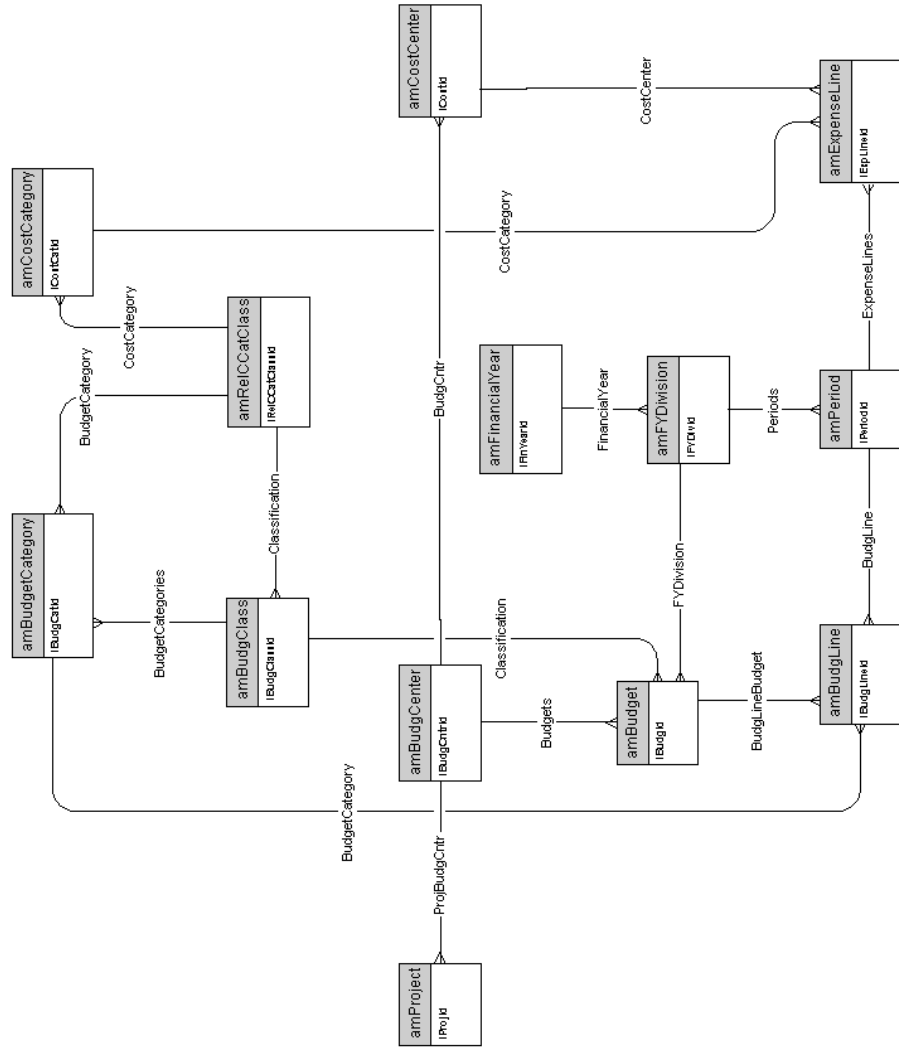 amBudgetCategory
lBudgCatId
amCostCategory
lCostCatId
BudgetCategory
CostCategory
BudgetCategories
amBudgClass
lBudgClassId
Classification
amRelCCatClass
lRelCCatClassId
BudgetCategory
amProject
lProjId
ProjBudgCntr
amBudgCenter
lBudgCntrId
BudgCntr
amCostCenter
lCostId
Classification
CostCategory
amFinancialYear
lFinYearId
Budgets
FinancialYear
CostCenter
amBudget
lBudgId
FYDivision
amFYDivision
lFYDivId
BudgLineBudget
Periods
amBudgLine
lBudgLineId
BudgLine
amPeriod
lPeriodId
ExpenseLines
amExpenseLine
lExpLineId